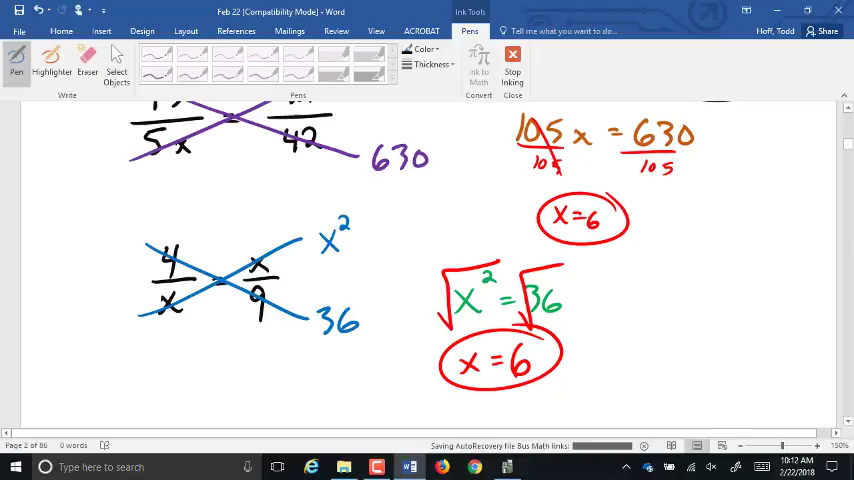 Feb 22 [Compatibility Mode] - Word
Ink Tools
File Home Insert Design Layout References Mailings Review View ACROBAT Pens Tell me what you want to do... Hoff, Todd Share
Pen Highlighter Eraser Select Objects
Color
Thickness
Ink to Math
Stop Inking
Write Pens Convert Close
5x = 42
630
105x = 630
105 105
x=6
4/x = x/9
x²
36
x² = 36
x = 6
Page 2 of 86 0 words Saving AutoRecovery file Bus Math links: 150%
Type here to search
10:12 AM
2/22/2018